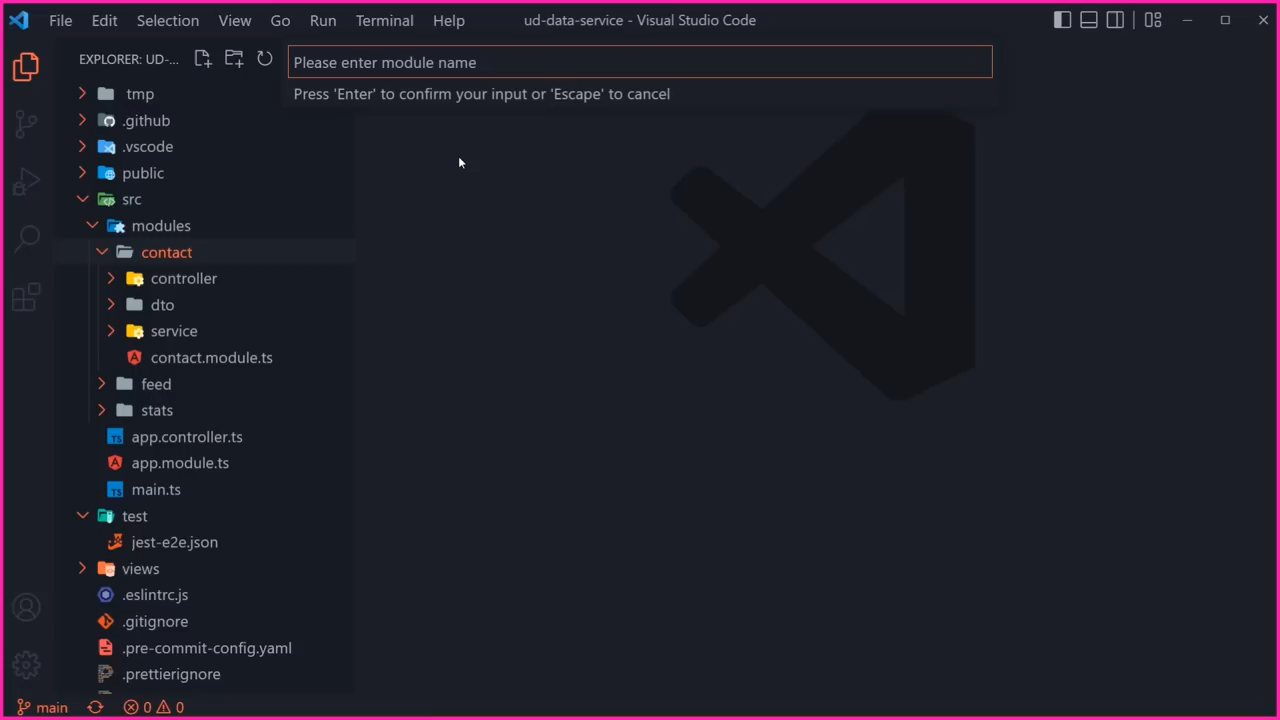 File Edit Selection View Go Run Terminal Help
ud-data-service - Visual Studio Code
EXPLORER: UD-...
Please enter module name
Press 'Enter' to confirm your input or 'Escape' to cancel
tmp
.github
.vscode
public
src
modules
contact
controller
dto
service
contact.module.ts
feed
stats
app.controller.ts
app.module.ts
main.ts
test
jest-e2e.json
views
.eslintrc.js
.gitignore
.pre-commit-config.yaml
.prettierignore
main 0 0